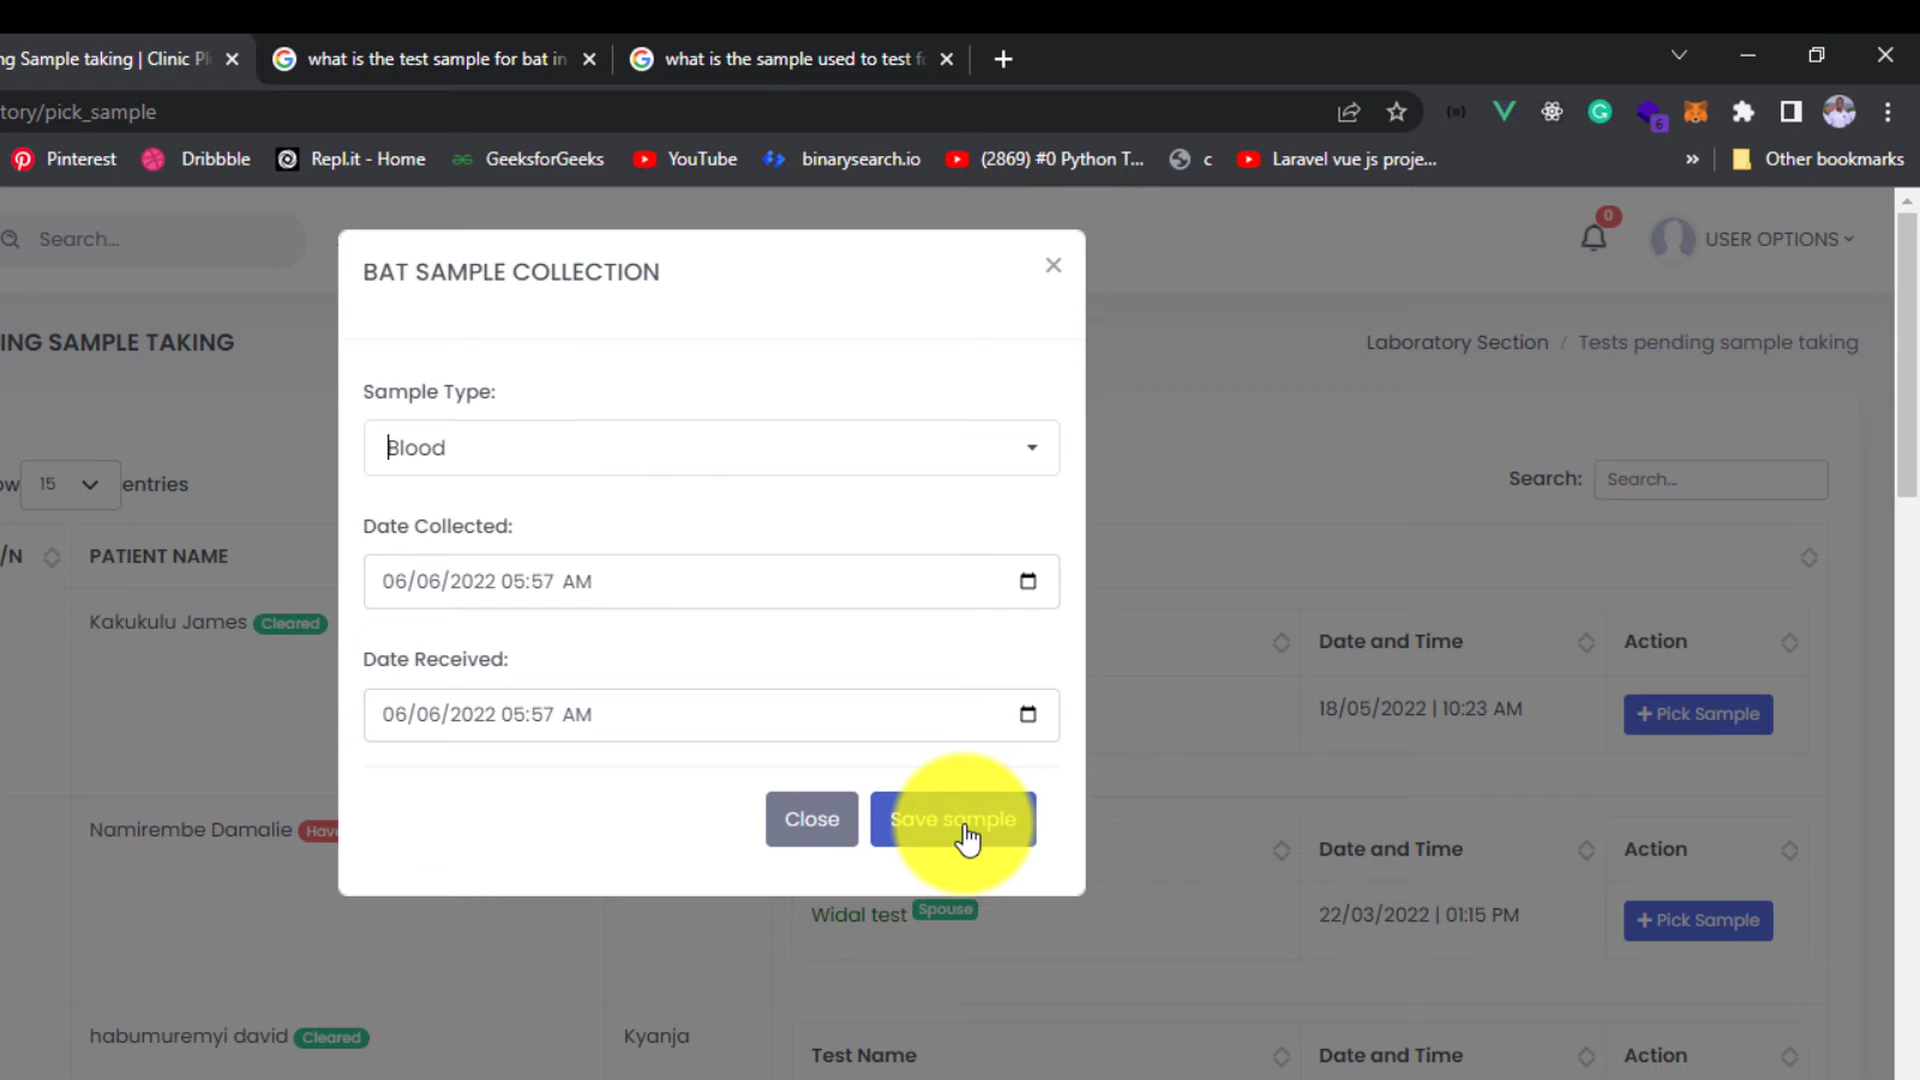 ng Sample taking | Clinic Pl
what is the test sample for bat in
what is the sample used to test fo
tory/pick_sample
6
Pinterest
Dribbble
Repl.it - Home
GeeksforGeeks
YouTube
binarysearch.io
(2869) #0 Python T...
c
Laravel vue js proje...
»
Other bookmarks
Search...
0
USER OPTIONS
BAT SAMPLE COLLECTION
ING SAMPLE TAKING
Laboratory Section / Tests pending sample taking
Sample Type:
Blood
ow 15 entries
Search: Search...
Date Collected:
06/06/2022 05:57 AM
/N
PATIENT NAME
Kakukulu James Cleared
Date and Time
Action
Date Received:
06/06/2022 05:57 AM
18/05/2022 | 10:23 AM
+ Pick Sample
Close
Save sample
Namirembe Damalie Hav
Date and Time
Action
Widal test Spouse
22/03/2022 | 01:15 PM
+ Pick Sample
habumuremyi david Cleared
Kyanja
Test Name
Date and Time
Action